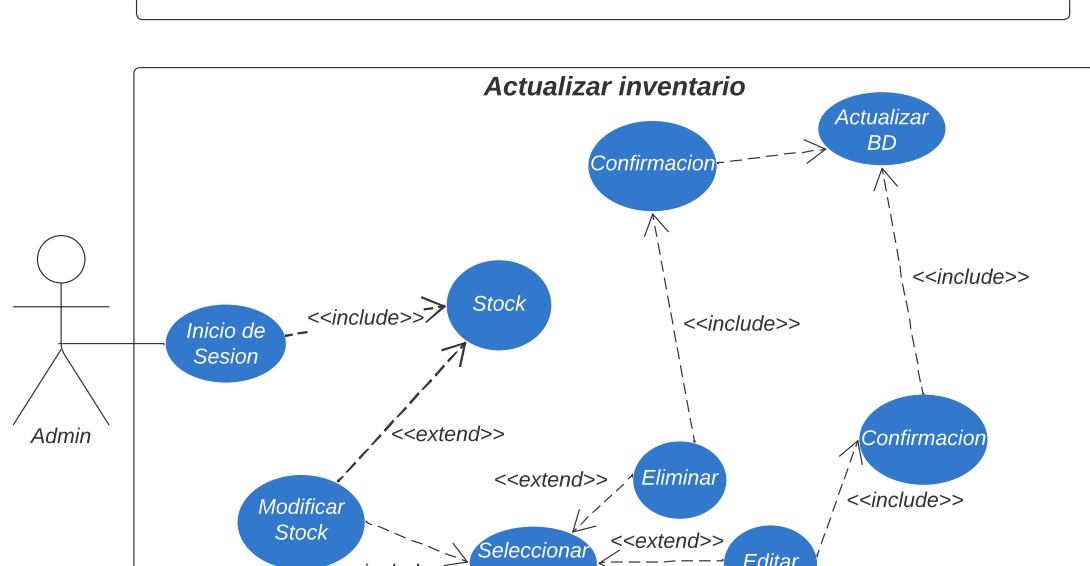 Actualizar inventario
Actualizar
BD
Confirmacion
<<include>>
Stock
<<include>>
Inicio de
Sesion
<<include>>
Admin
<<extend>>
Confirmacion
<<extend>>
Eliminar
<<include>>
Modificar
Stock
<<extend>>
Seleccionar
Editar